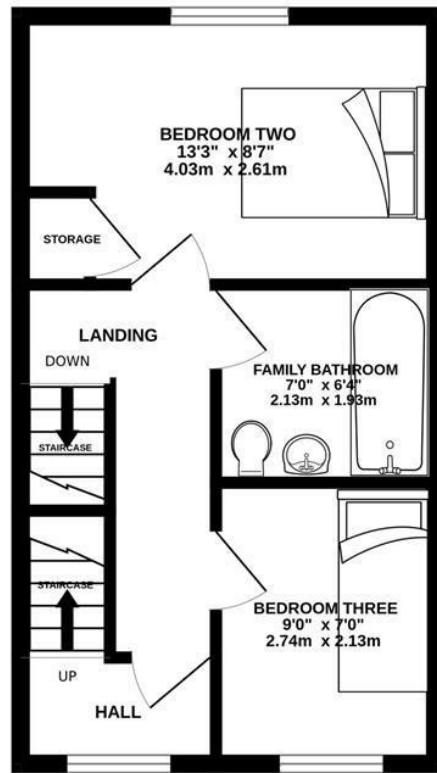 BEDROOM TWO
13'3" x 8'7"
4.03m x 2.61m
STORAGE
LANDING
DOWN
FAMILY BATHROOM
7'0" x 6'4"
2.13m x 1.93m
STAIRCASE
STAIRCASE
BEDROOM THREE
9'0" x 7'0"
2.74m x 2.13m
UP
HALL